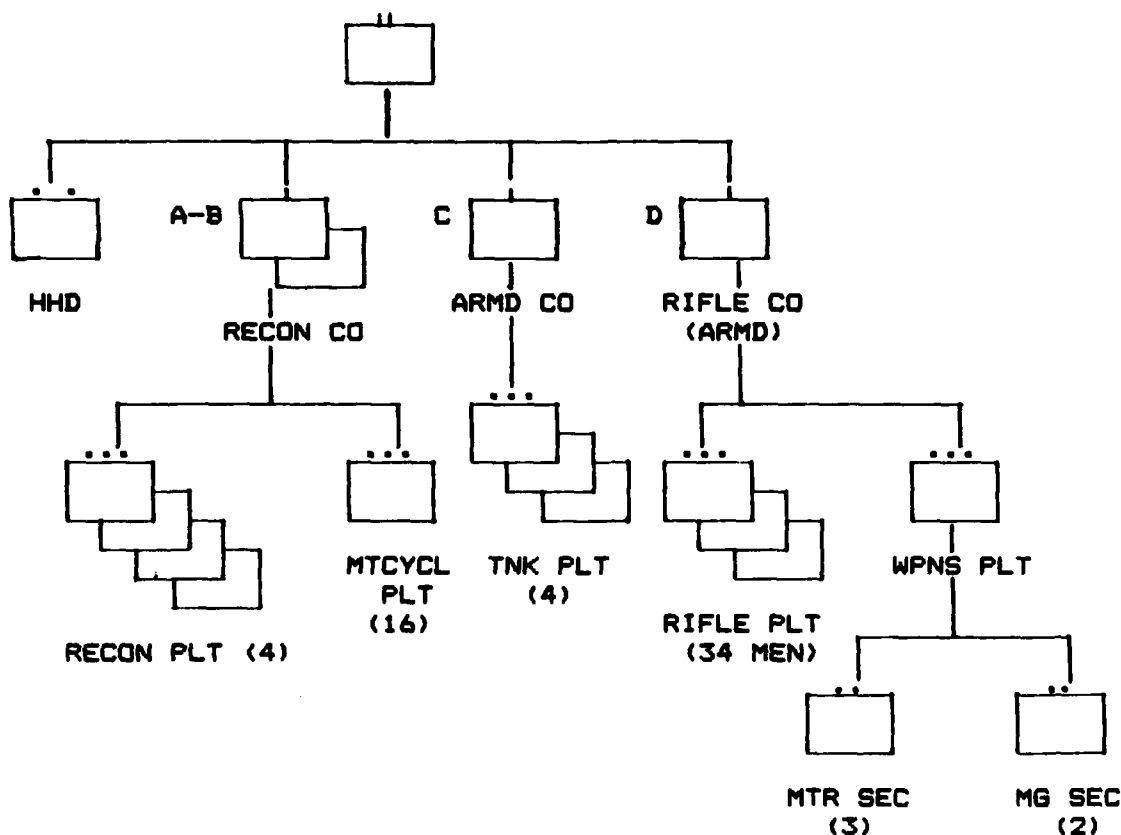 A-B
C
D
HHD
RECON CO
ARMD CO
RIFLE CO
(ARMD)
RECON PLT (4)
MTCYCL
PLT
(16)
TNK PLT
(4)
RIFLE PLT
(34 MEN)
WPNS PLT
MTR SEC
(3)
MG SEC
(2)